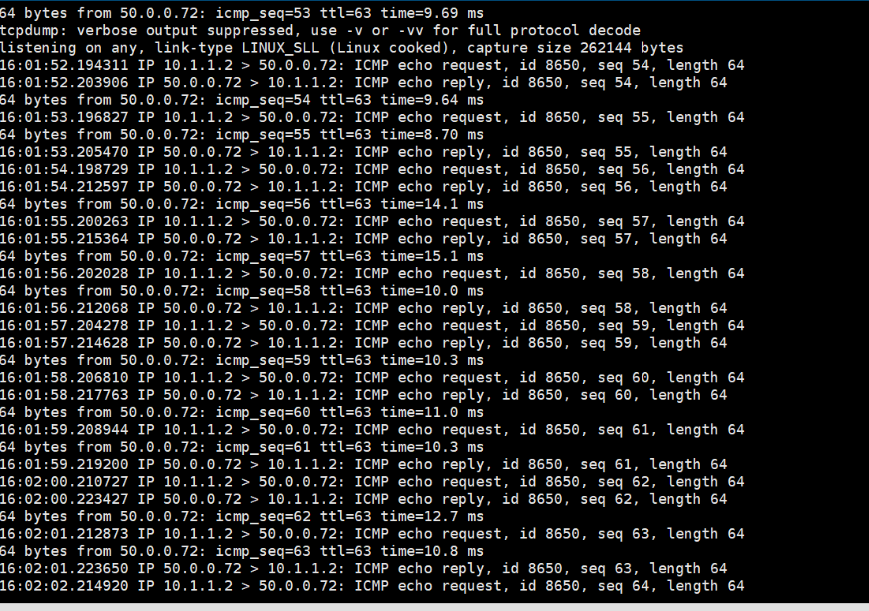 64 bytes from 50.0.0.72: icmp_seq=53 ttl=63 time=9.69 ms
tcpdump: verbose output suppressed, use -v or -vv for full protocol decode
listening on any, link-type LINUX_SLL (Linux cooked), capture size 262144 bytes
16:01:52.194311 IP 10.1.1.2 > 50.0.0.72: ICMP echo request, id 8650, seq 54, length 64
16:01:52.203906 IP 50.0.0.72 > 10.1.1.2: ICMP echo reply, id 8650, seq 54, length 64
64 bytes from 50.0.0.72: icmp_seq=54 ttl=63 time=9.64 ms
16:01:53.196827 IP 10.1.1.2 > 50.0.0.72: ICMP echo request, id 8650, seq 55, length 64
64 bytes from 50.0.0.72: icmp_seq=55 ttl=63 time=8.70 ms
16:01:53.205470 IP 50.0.0.72 > 10.1.1.2: ICMP echo reply, id 8650, seq 55, length 64
16:01:54.198729 IP 10.1.1.2 > 50.0.0.72: ICMP echo request, id 8650, seq 56, length 64
16:01:54.212597 IP 50.0.0.72 > 10.1.1.2: ICMP echo reply, id 8650, seq 56, length 64
64 bytes from 50.0.0.72: icmp_seq=56 ttl=63 time=14.1 ms
16:01:55.200263 IP 10.1.1.2 > 50.0.0.72: ICMP echo request, id 8650, seq 57, length 64
16:01:55.215364 IP 50.0.0.72 > 10.1.1.2: ICMP echo reply, id 8650, seq 57, length 64
64 bytes from 50.0.0.72: icmp_seq=57 ttl=63 time=15.1 ms
16:01:56.202028 IP 10.1.1.2 > 50.0.0.72: ICMP echo request, id 8650, seq 58, length 64
64 bytes from 50.0.0.72: icmp_seq=58 ttl=63 time=10.0 ms
16:01:56.212068 IP 50.0.0.72 > 10.1.1.2: ICMP echo reply, id 8650, seq 58, length 64
16:01:57.204278 IP 10.1.1.2 > 50.0.0.72: ICMP echo request, id 8650, seq 59, length 64
16:01:57.214628 IP 50.0.0.72 > 10.1.1.2: ICMP echo reply, id 8650, seq 59, length 64
64 bytes from 50.0.0.72: icmp_seq=59 ttl=63 time=10.3 ms
16:01:58.206810 IP 10.1.1.2 > 50.0.0.72: ICMP echo request, id 8650, seq 60, length 64
16:01:58.217763 IP 50.0.0.72 > 10.1.1.2: ICMP echo reply, id 8650, seq 60, length 64
64 bytes from 50.0.0.72: icmp_seq=60 ttl=63 time=11.0 ms
16:01:59.208944 IP 10.1.1.2 > 50.0.0.72: ICMP echo request, id 8650, seq 61, length 64
64 bytes from 50.0.0.72: icmp_seq=61 ttl=63 time=10.3 ms
16:01:59.219200 IP 50.0.0.72 > 10.1.1.2: ICMP echo reply, id 8650, seq 61, length 64
16:02:00.210727 IP 10.1.1.2 > 50.0.0.72: ICMP echo request, id 8650, seq 62, length 64
16:02:00.223427 IP 50.0.0.72 > 10.1.1.2: ICMP echo reply, id 8650, seq 62, length 64
64 bytes from 50.0.0.72: icmp_seq=62 ttl=63 time=12.7 ms
16:02:01.212873 IP 10.1.1.2 > 50.0.0.72: ICMP echo request, id 8650, seq 63, length 64
64 bytes from 50.0.0.72: icmp_seq=63 ttl=63 time=10.8 ms
16:02:01.223650 IP 50.0.0.72 > 10.1.1.2: ICMP echo reply, id 8650, seq 63, length 64
16:02:02.214920 IP 10.1.1.2 > 50.0.0.72: ICMP echo request, id 8650, seq 64, length 64